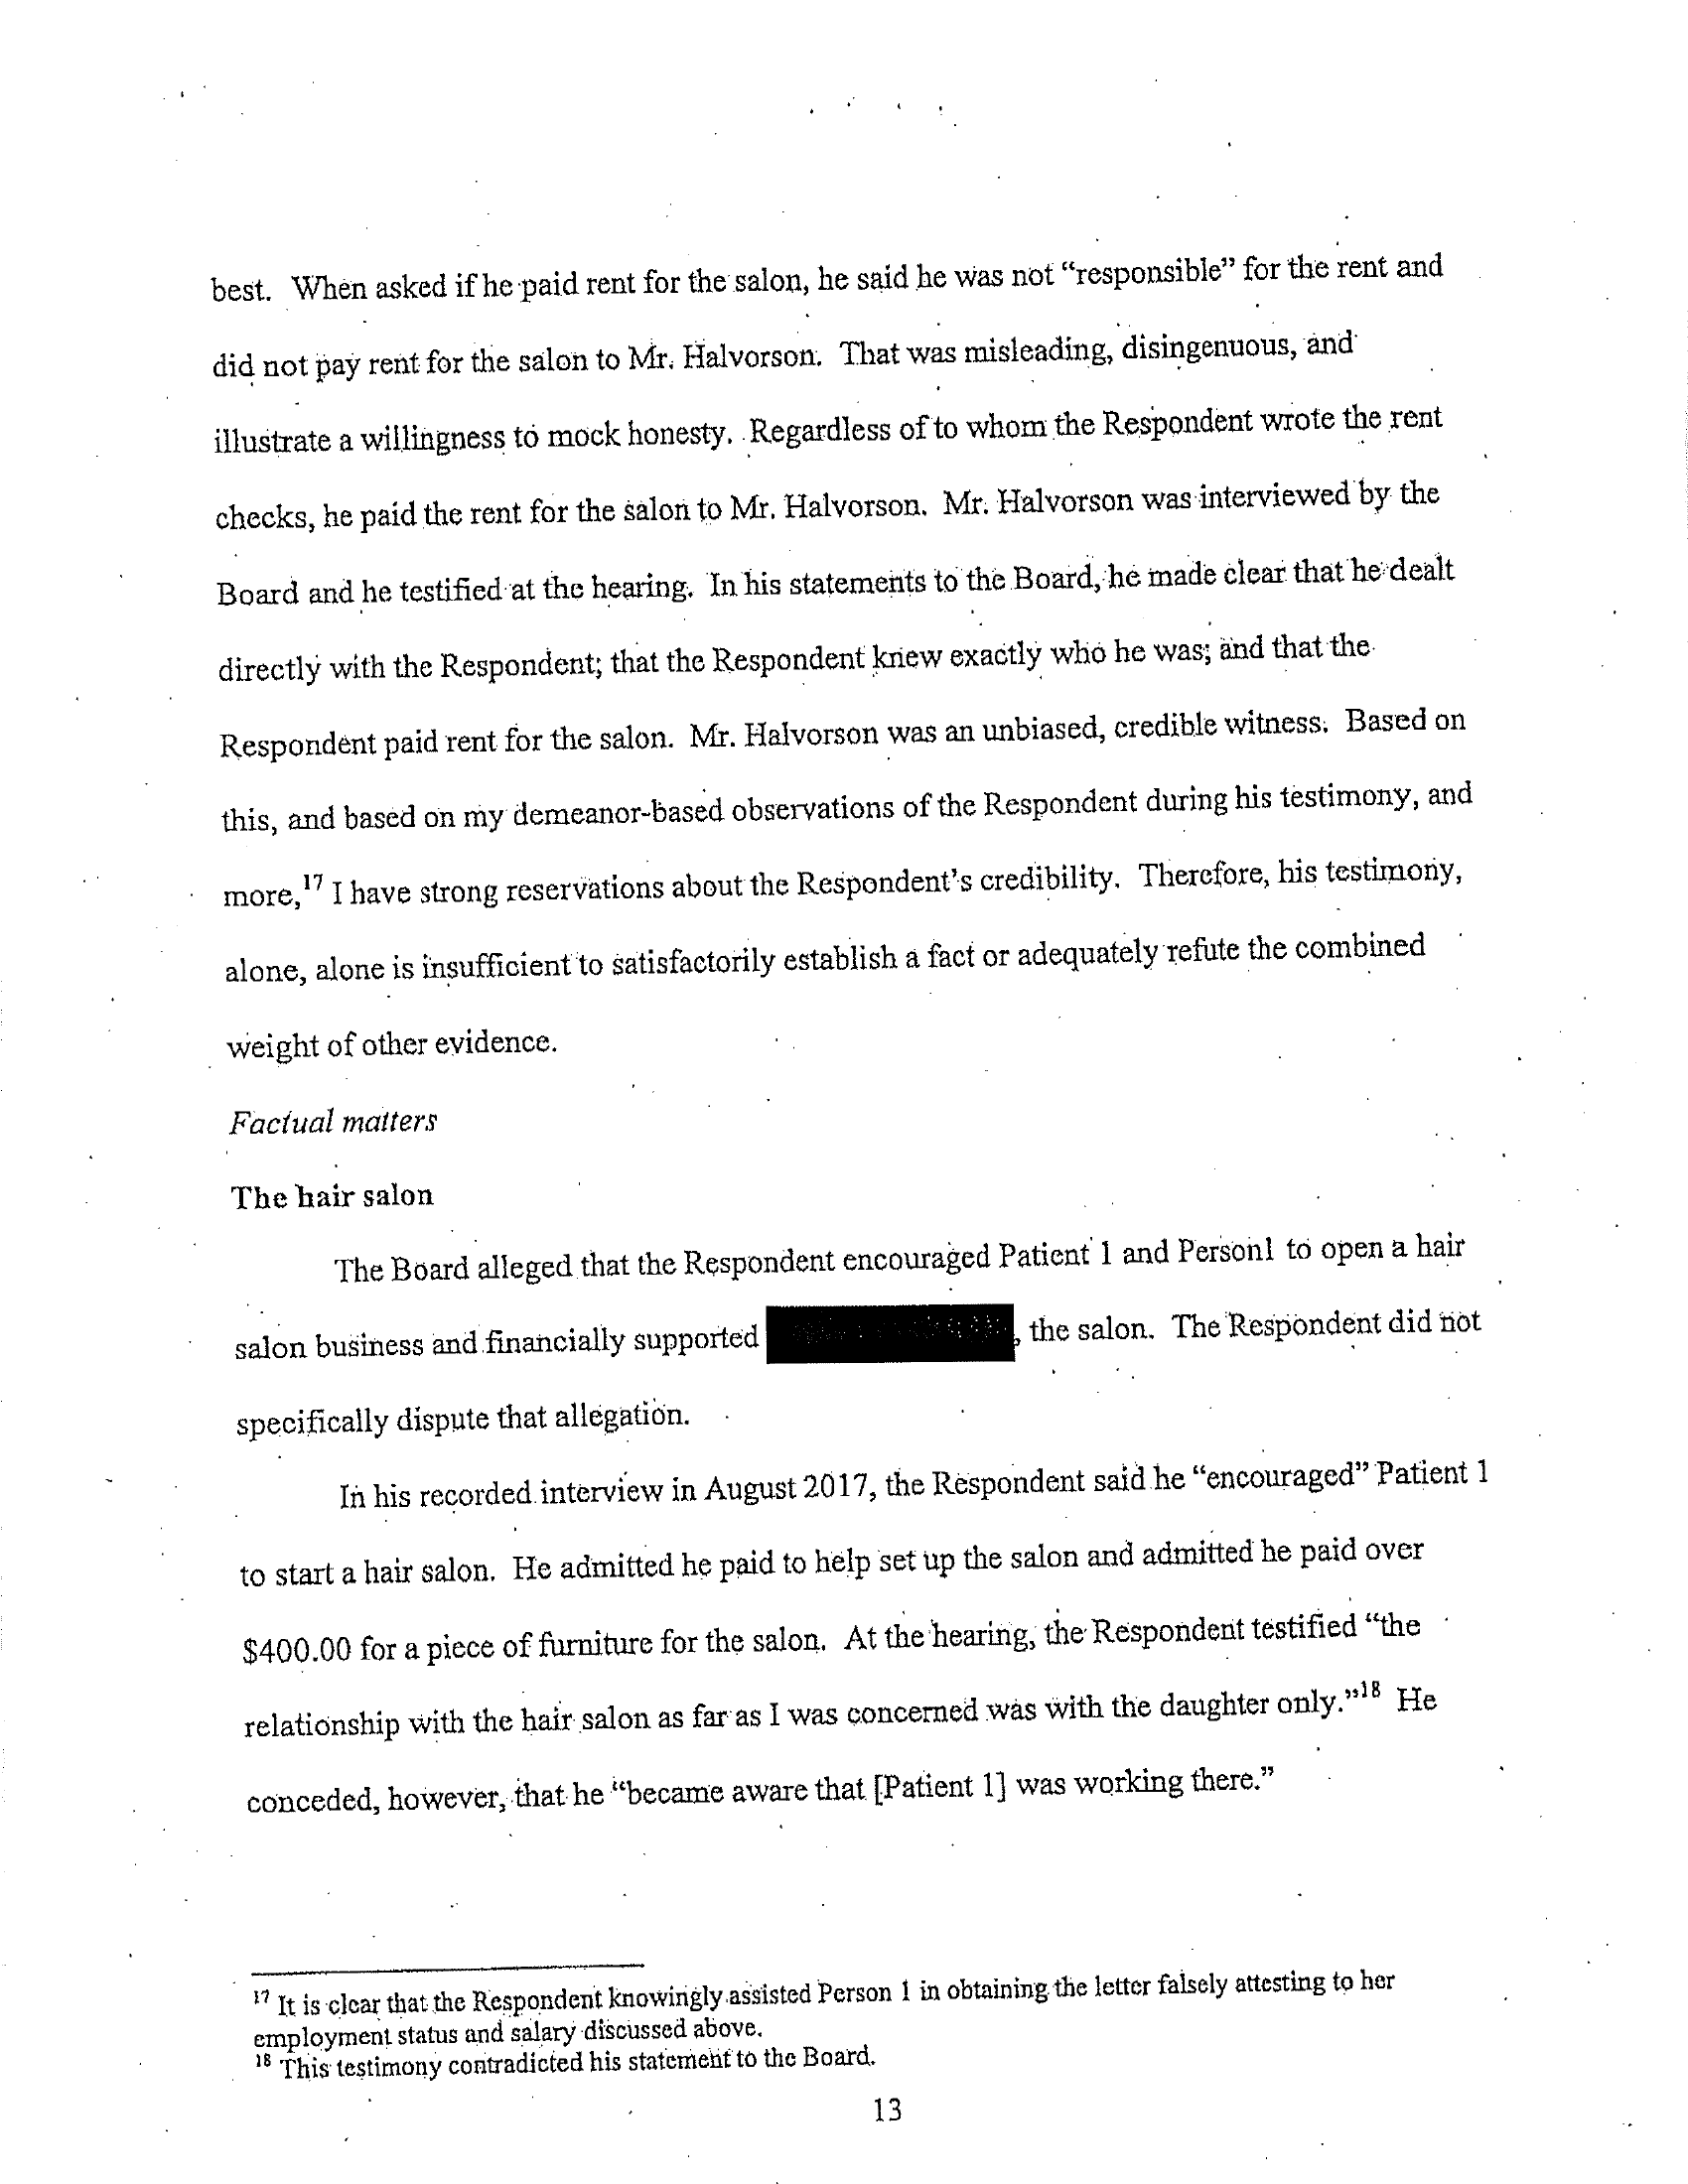 best. When asked if he paid rent for the salon, he said he was not “responsible” for the rent and
did not pay rent for the salon to Mr. Halvorson. That was misleading, disingenuous, and
illustrate a willingness to mock honesty. Regardless of to whom the Respondent wrote the rent
checks, he paid the rent for the salon to Mr. Halvorson. Mr. Halvorson was interviewed by the
Board and he testified at the hearing. In his statements to the Board, he made clear that he dealt
directly with the Respondent; that the Respondent knew exactly who he was; and that the
Respondent paid rent for the salon. Mr. Halvorson was an unbiased, credible witness. Based on
this, and based on my demeanor-based observations of the Respondent during his testimony, and
more,17 I have strong reservations about the Respondent’s credibility. Therefore, his testimony,
alone, alone is insufficient to satisfactorily establish a fact or adequately refute the combined
weight of other evidence.
Factual matters
The hair salon
The Board alleged that the Respondent encouraged Patient 1 and Person1 to open a hair
salon business and financially supported , the salon. The Respondent did not
specifically dispute that allegation.
In his recorded interview in August 2017, the Respondent said he “encouraged” Patient 1
to start a hair salon. He admitted he paid to help set up the salon and admitted he paid over
$400.00 for a piece of furniture for the salon. At the hearing, the Respondent testified “the
relationship with the hair salon as far as I was concerned was with the daughter only.”18 He
conceded, however, that he “became aware that [Patient 1] was working there.”
17 It is clear that the Respondent knowingly assisted Person 1 in obtaining the letter falsely attesting to her
employment status and salary discussed above.
18 This testimony contradicted his statement to the Board.
13